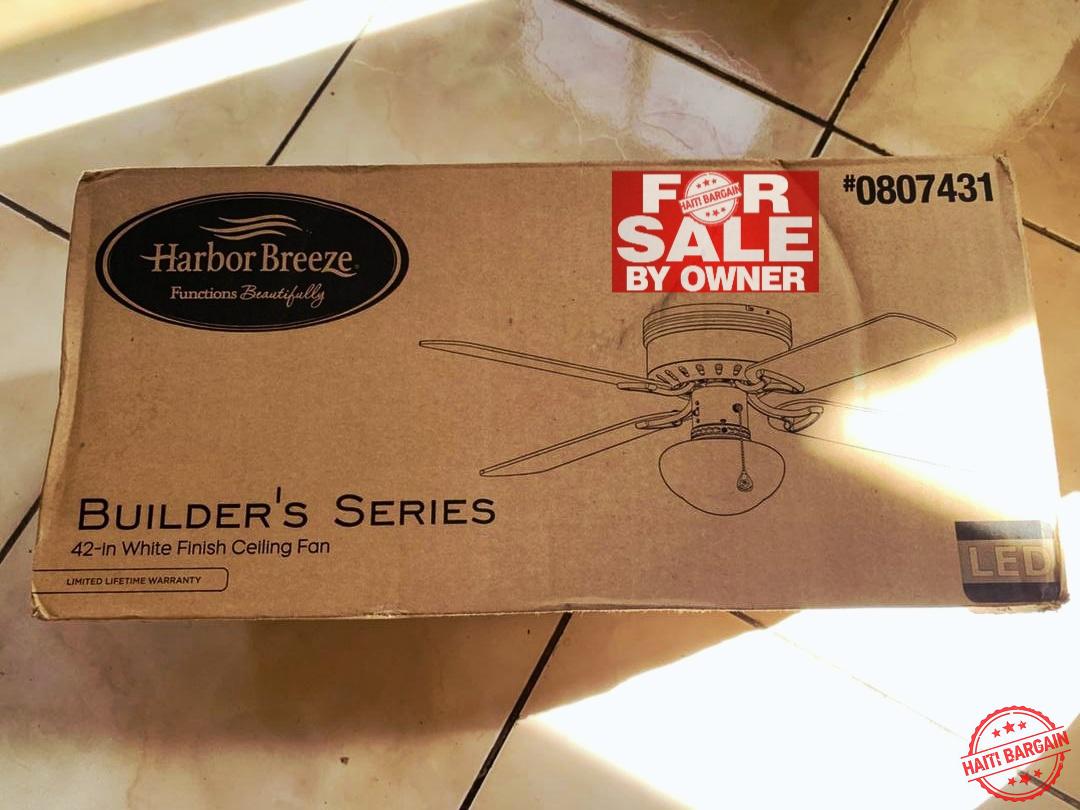 Harbor Breeze®
Functions Beautifully
FOR
HAITI BARGAIN
SALE
BY OWNER
#0807431
BUILDER'S SERIES
42-In White Finish Ceiling Fan
LIMITED LIFETIME WARRANTY
LED
HAITI BARGAIN